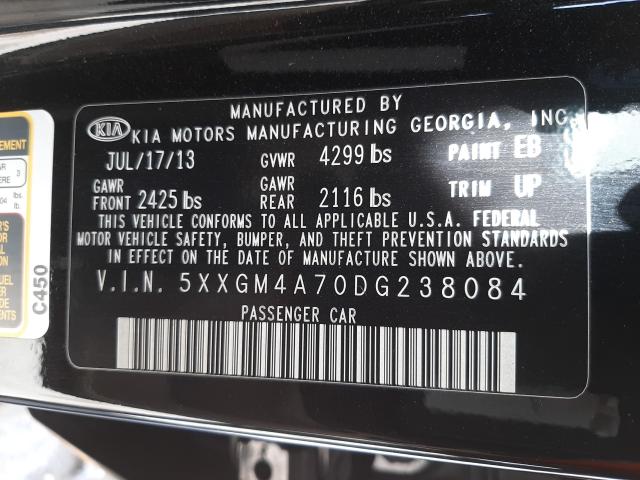 MANUFACTURED BY
KIA KIA MOTORS MANUFACTURING GEORGIA, INC.
JUL/17/13 GVWR 4299 lbs PAINT EB
GAWR FRONT 2425 lbs GAWR REAR 2116 lbs TRIM UP
THIS VEHICLE CONFORMS TO ALL APPLICABLE U.S.A. FEDERAL
MOTOR VEHICLE SAFETY, BUMPER, AND THEFT PREVENTION STANDARDS
IN EFFECT ON THE DATE OF MANUFACTURE SHOWN ABOVE.
V.I.N. 5XXGM4A70DG238084
PASSENGER CAR
C450